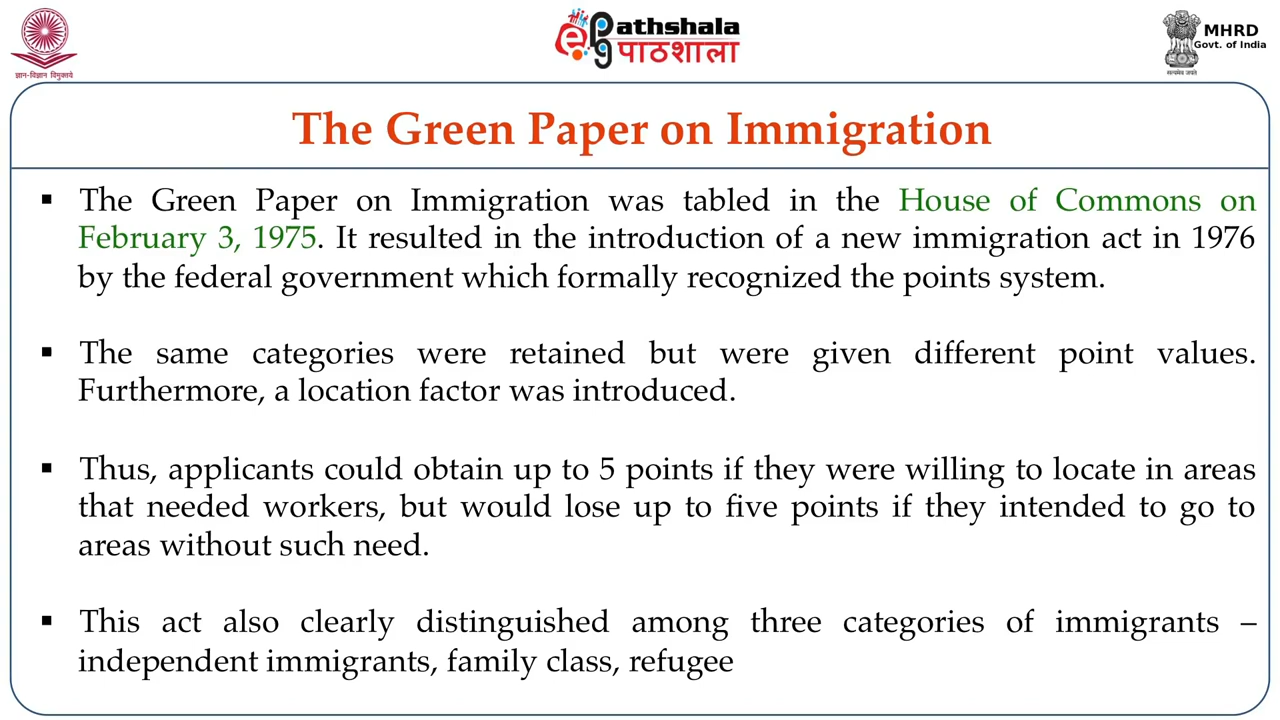 ज्ञान-विज्ञान विमुक्तये
ePathshala
पाठशाला
MHRD
Govt. of India
सत्यमेव जयते
The Green Paper on Immigration
▪ The Green Paper on Immigration was tabled in the House of Commons on
February 3, 1975. It resulted in the introduction of a new immigration act in 1976
by the federal government which formally recognized the points system.
▪ The same categories were retained but were given different point values.
Furthermore, a location factor was introduced.
▪ Thus, applicants could obtain up to 5 points if they were willing to locate in areas
that needed workers, but would lose up to five points if they intended to go to
areas without such need.
▪ This act also clearly distinguished among three categories of immigrants –
independent immigrants, family class, refugee